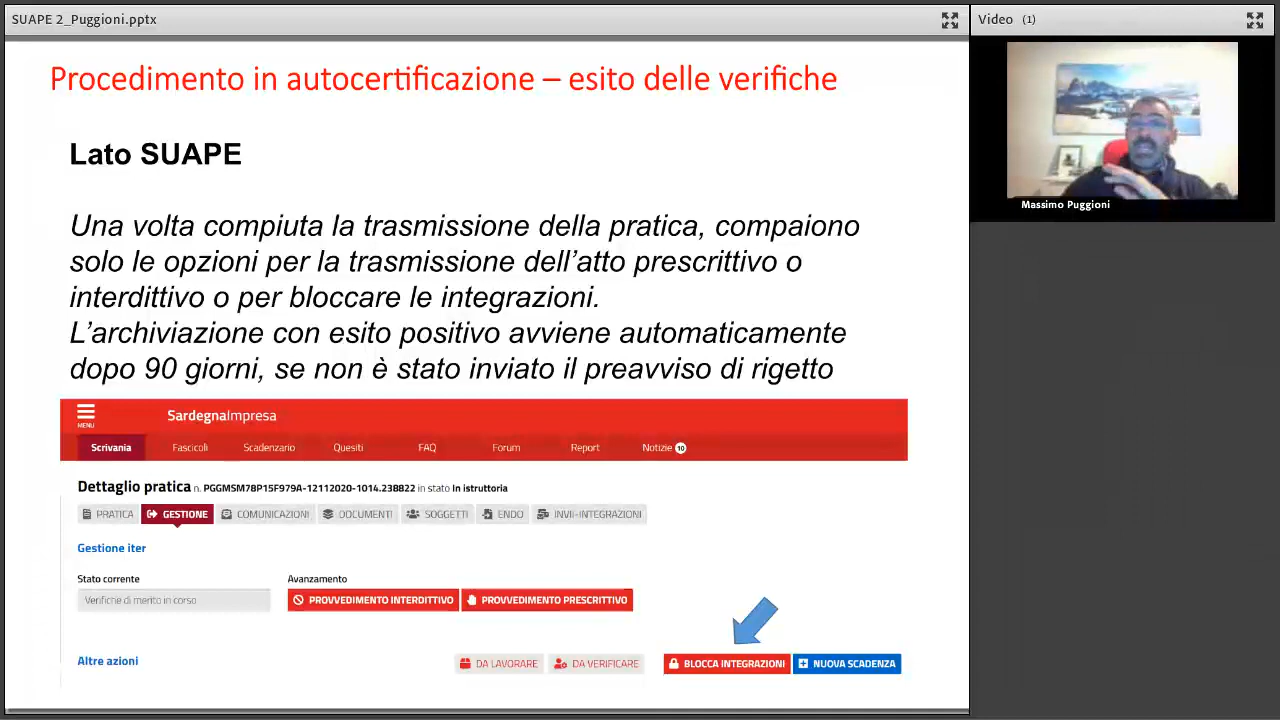 SUAPE 2_Puggioni.pptx
Video (1)
Procedimento in autocertificazione – esito delle verifiche
Lato SUAPE
Una volta compiuta la trasmissione della pratica, compaiono
solo le opzioni per la trasmissione dell'atto prescrittivo o
interdittivo o per bloccare le integrazioni.
L'archiviazione con esito positivo avviene automaticamente
dopo 90 giorni, se non è stato inviato il preavviso di rigetto
MENU
SardegnaImpresa
Scrivania Fascicoli Scadenzario Quesiti FAQ Forum Report Notizie 10
Dettaglio pratica n. PGGMSM78P15F979A-12112020-1014.238822 in stato In istruttoria
PRATICA GESTIONE COMUNICAZIONI DOCUMENTI SOGGETTI ENDO INVII-INTEGRAZIONI
Gestione iter
Stato corrente Avanzamento
Verifiche di merito in corso PROVVEDIMENTO INTERDITTIVO PROVVEDIMENTO PRESCRITTIVO
Altre azioni DA LAVORARE DA VERIFICARE BLOCCA INTEGRAZIONI NUOVA SCADENZA
Massimo Puggioni